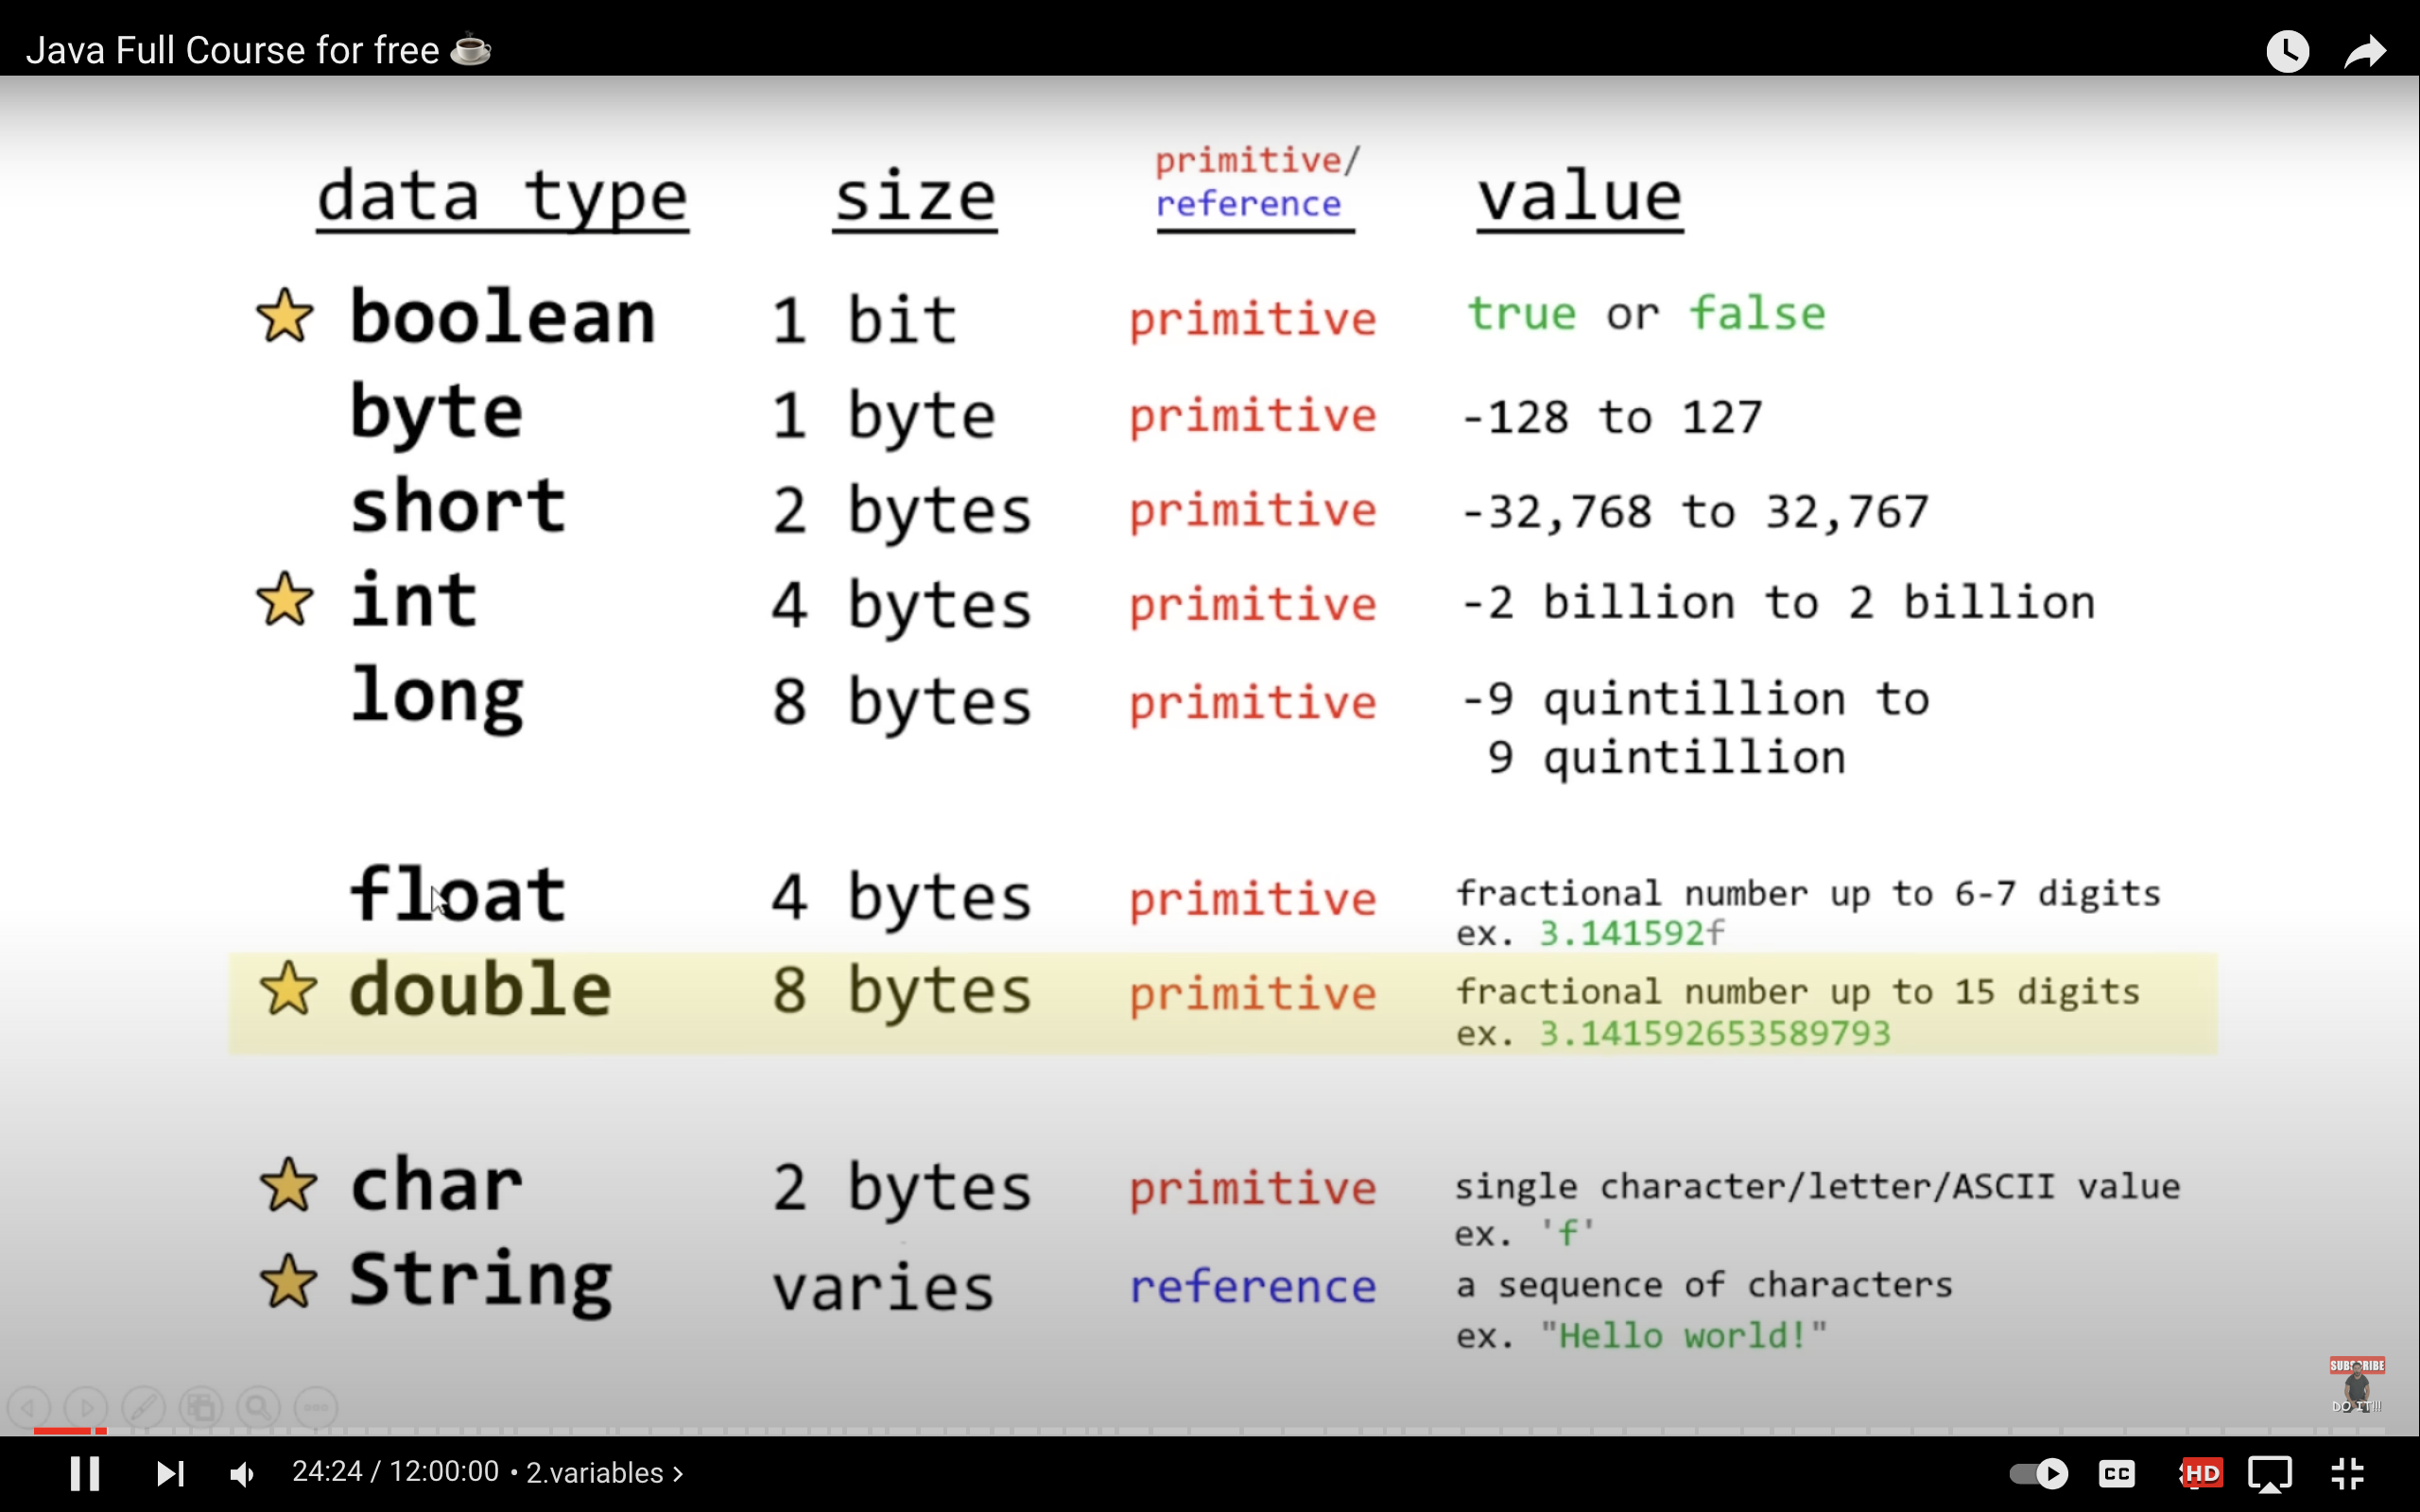 Java Full Course for free
data type size primitive/ value
reference
boolean 1 bit primitive true or false
byte 1 byte primitive -128 to 127
short 2 bytes primitive -32,768 to 32,767
int 4 bytes primitive -2 billion to 2 billion
long 8 bytes primitive -9 quintillion to
9 quintillion
float 4 bytes primitive fractional number up to 6-7 digits
ex. 3.141592f
double 8 bytes primitive fractional number up to 15 digits
ex. 3.141592653589793
char 2 bytes primitive single character/letter/ASCII value
ex. 'f'
String varies reference a sequence of characters
ex. "Hello world!"
SUBSCRIBE
DO IT!!!
24:24 / 12:00:00 • 2.variables >
CC HD